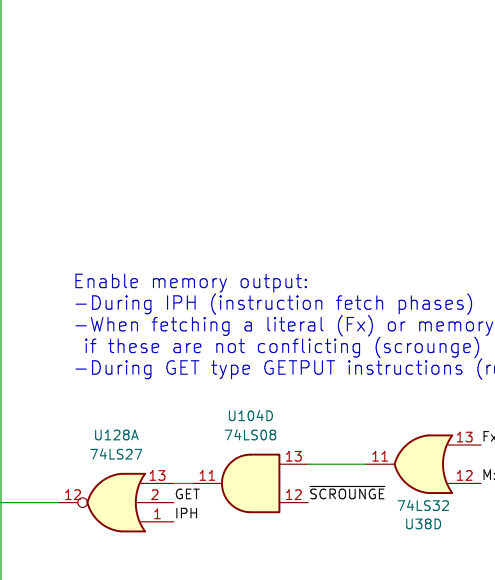 Enable memory output:
-During IPH (instruction fetch phases)
-When fetching a literal (Fx) or memory
if these are not conflicting (scrounge)
-During GET type GETPUT instructions (r
U104D
74LS08
U128A
74LS27
13
11
12
2
GET
1
IPH
13
12
SCROUNGE
11
13
Fx
12
Mx
74LS32
U38D